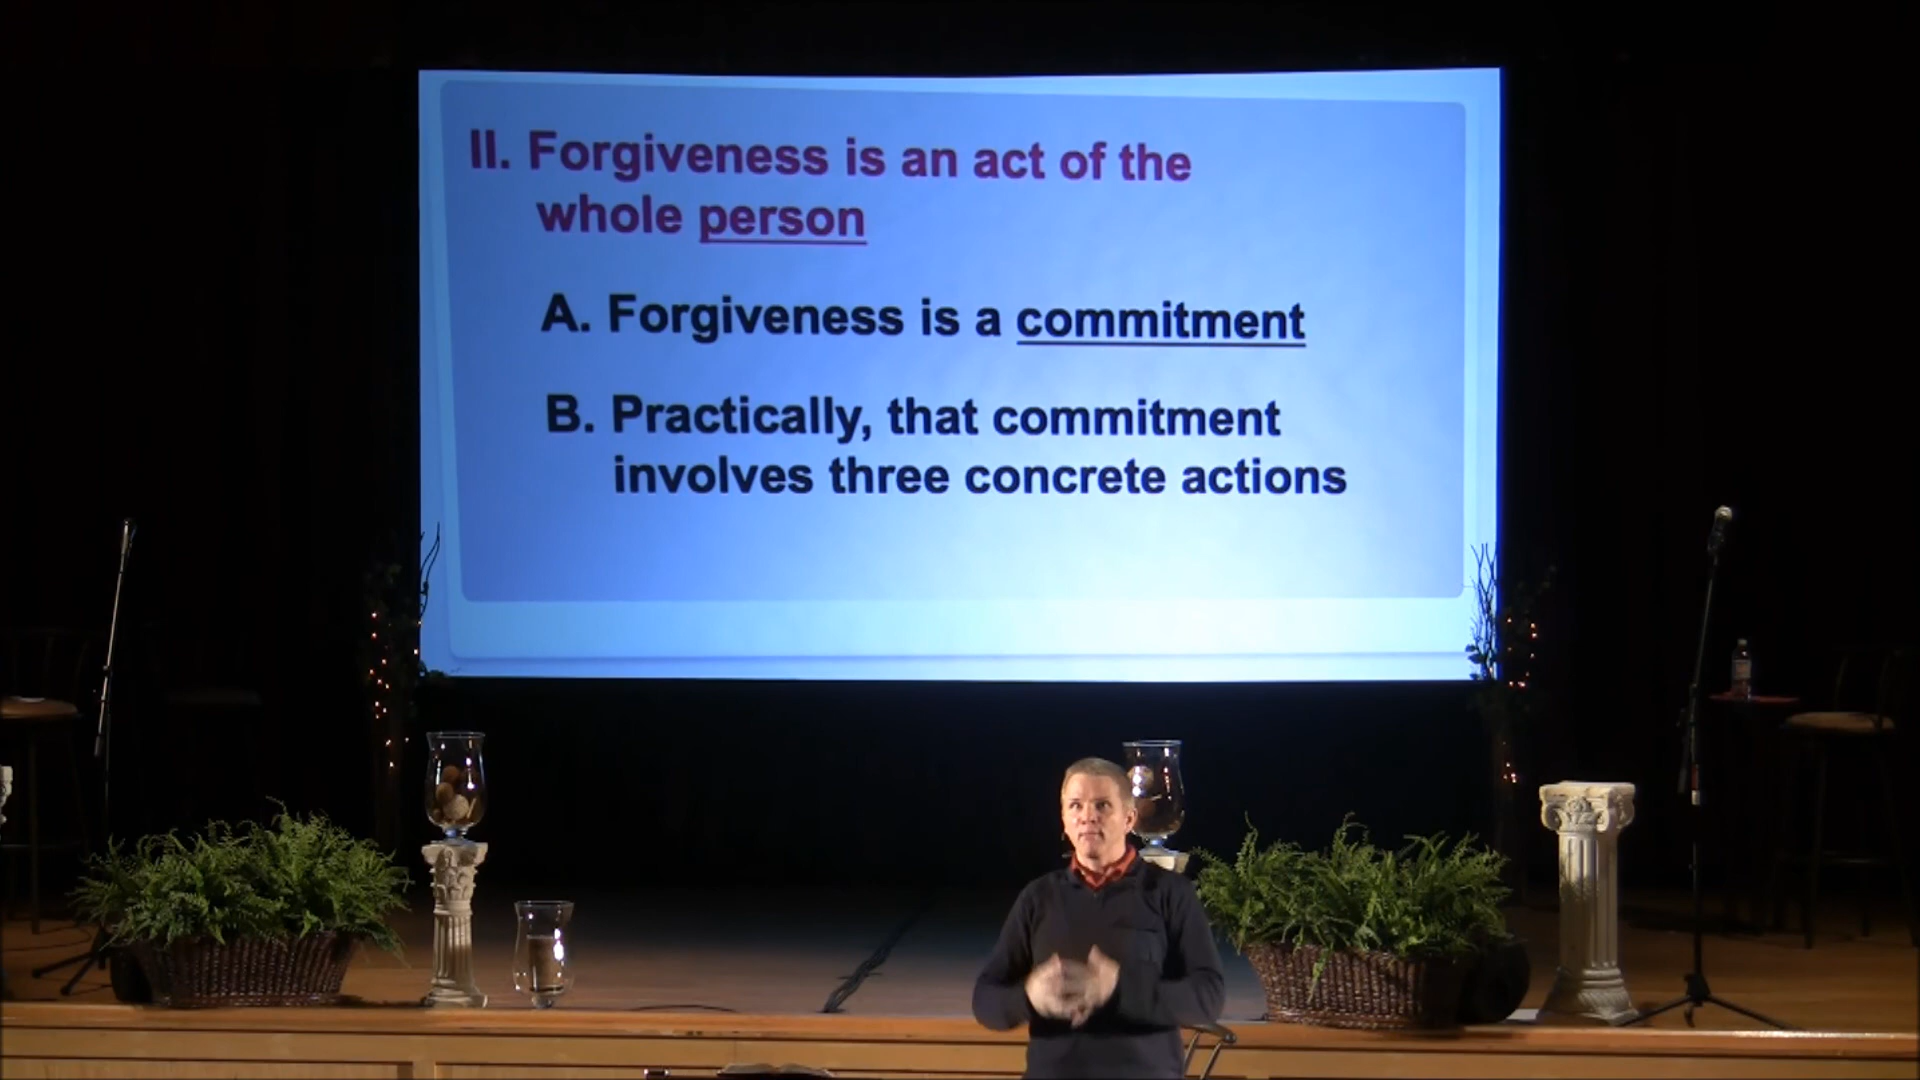 II. Forgiveness is an act of the
whole person
A. Forgiveness is a commitment
B. Practically, that commitment
involves three concrete actions